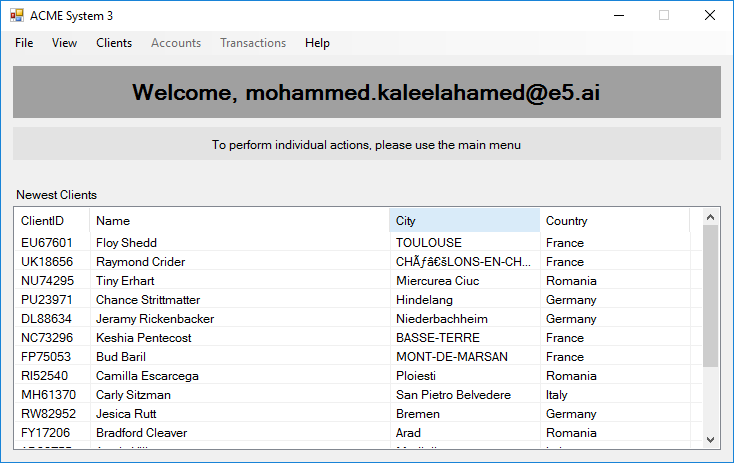 ACME System 3
File View Clients Accounts Transactions Help
Welcome, mohammed.kaleelahamed@e5.ai
To perform individual actions, please use the main menu
Newest Clients
ClientID Name City Country
EU67601 Floy Shedd TOULOUSE France
UK18656 Raymond Crider CHÃƒâ€šLONS-EN-CH... France
NU74295 Tiny Erhart Miercurea Ciuc Romania
PU23971 Chance Strittmatter Hindelang Germany
DL88634 Jeramy Rickenbacker Niederbachheim Germany
NC73296 Keshia Pentecost BASSE-TERRE France
FP75053 Bud Baril MONT-DE-MARSAN France
RI52540 Camilla Escarcega Ploiesti Romania
MH61370 Carly Sitzman San Pietro Belvedere Italy
RW82952 Jesica Rutt Bremen Germany
FY17206 Bradford Cleaver Arad Romania